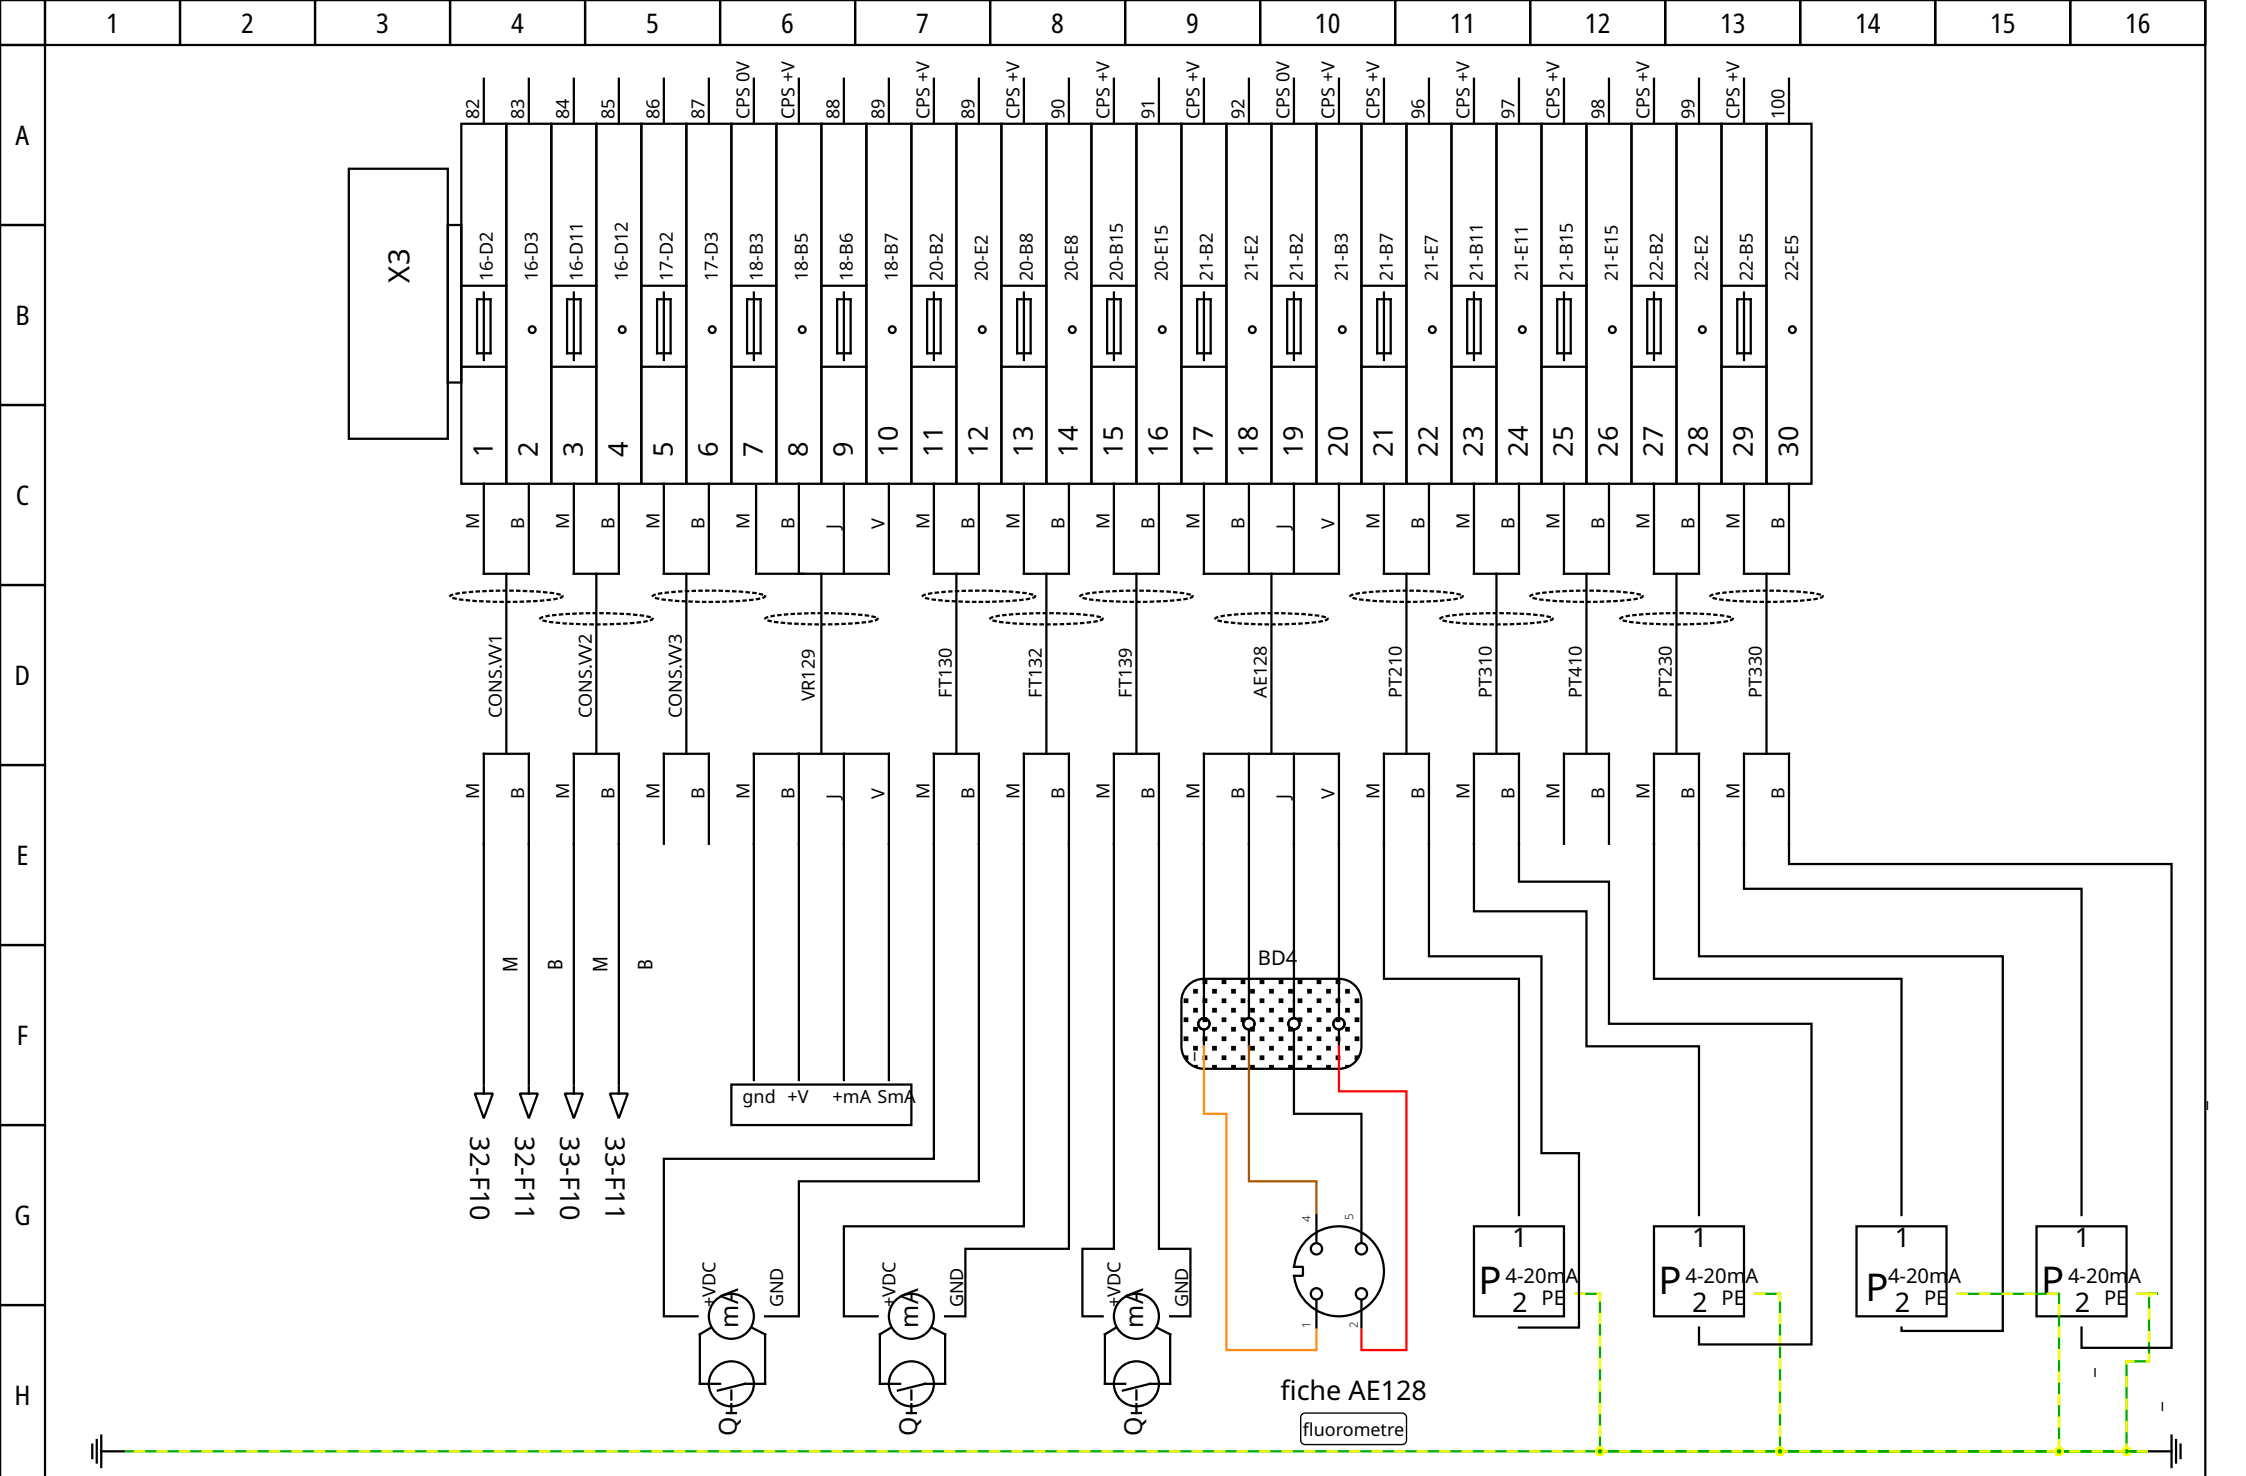 1 2 3 4 5 6 7 8 9 10 11 12 13 14 15 16
A
B
C
D
E
F
G
H
82 83 84 85 86 87 CPS 0V CPS +V 88 89 CPS +V 89 CPS +V 90 CPS +V 91 CPS +V 92 CPS 0V CPS +V CPS +V 96 CPS +V 97 CPS +V 98 CPS +V 99 CPS +V 100
X3
16-D2 16-D3 16-D11 16-D12 17-D2 17-D3 18-B3 18-B5 18-B6 18-B7 20-B2 20-E2 20-B8 20-E8 20-B15 20-E15 21-B2 21-E2 21-B2 21-B3 21-B7 21-E7 21-B11 21-E11 21-B15 21-E15 22-B2 22-E2 22-B5 22-E5
1 2 3 4 5 6 7 8 9 10 11 12 13 14 15 16 17 18 19 20 21 22 23 24 25 26 27 28 29 30
M B M B M B M B J V M B M B M B M B J V M B M B M B M B M B
CONS.VV1 CONS.VV2 CONS.VV3 VR129 FT130 FT132 FT139 AE128 PT210 PT310 PT410 PT230 PT330
M B M B M B M B J V M B M B M B M B J V M B M B M B M B M B
M B M B
BD4
gnd +V +mA SmA
32-F10 32-F11 33-F10 33-F11
4 5
+VDC GND +VDC GND +VDC GND
mA mA mA
1 1 1 1
P 4-20mA P 4-20mA P 4-20mA P 4-20mA
2 PE 2 PE 2 PE 2 PE
1 2
Q Q Q
fiche AE128
fluorometre